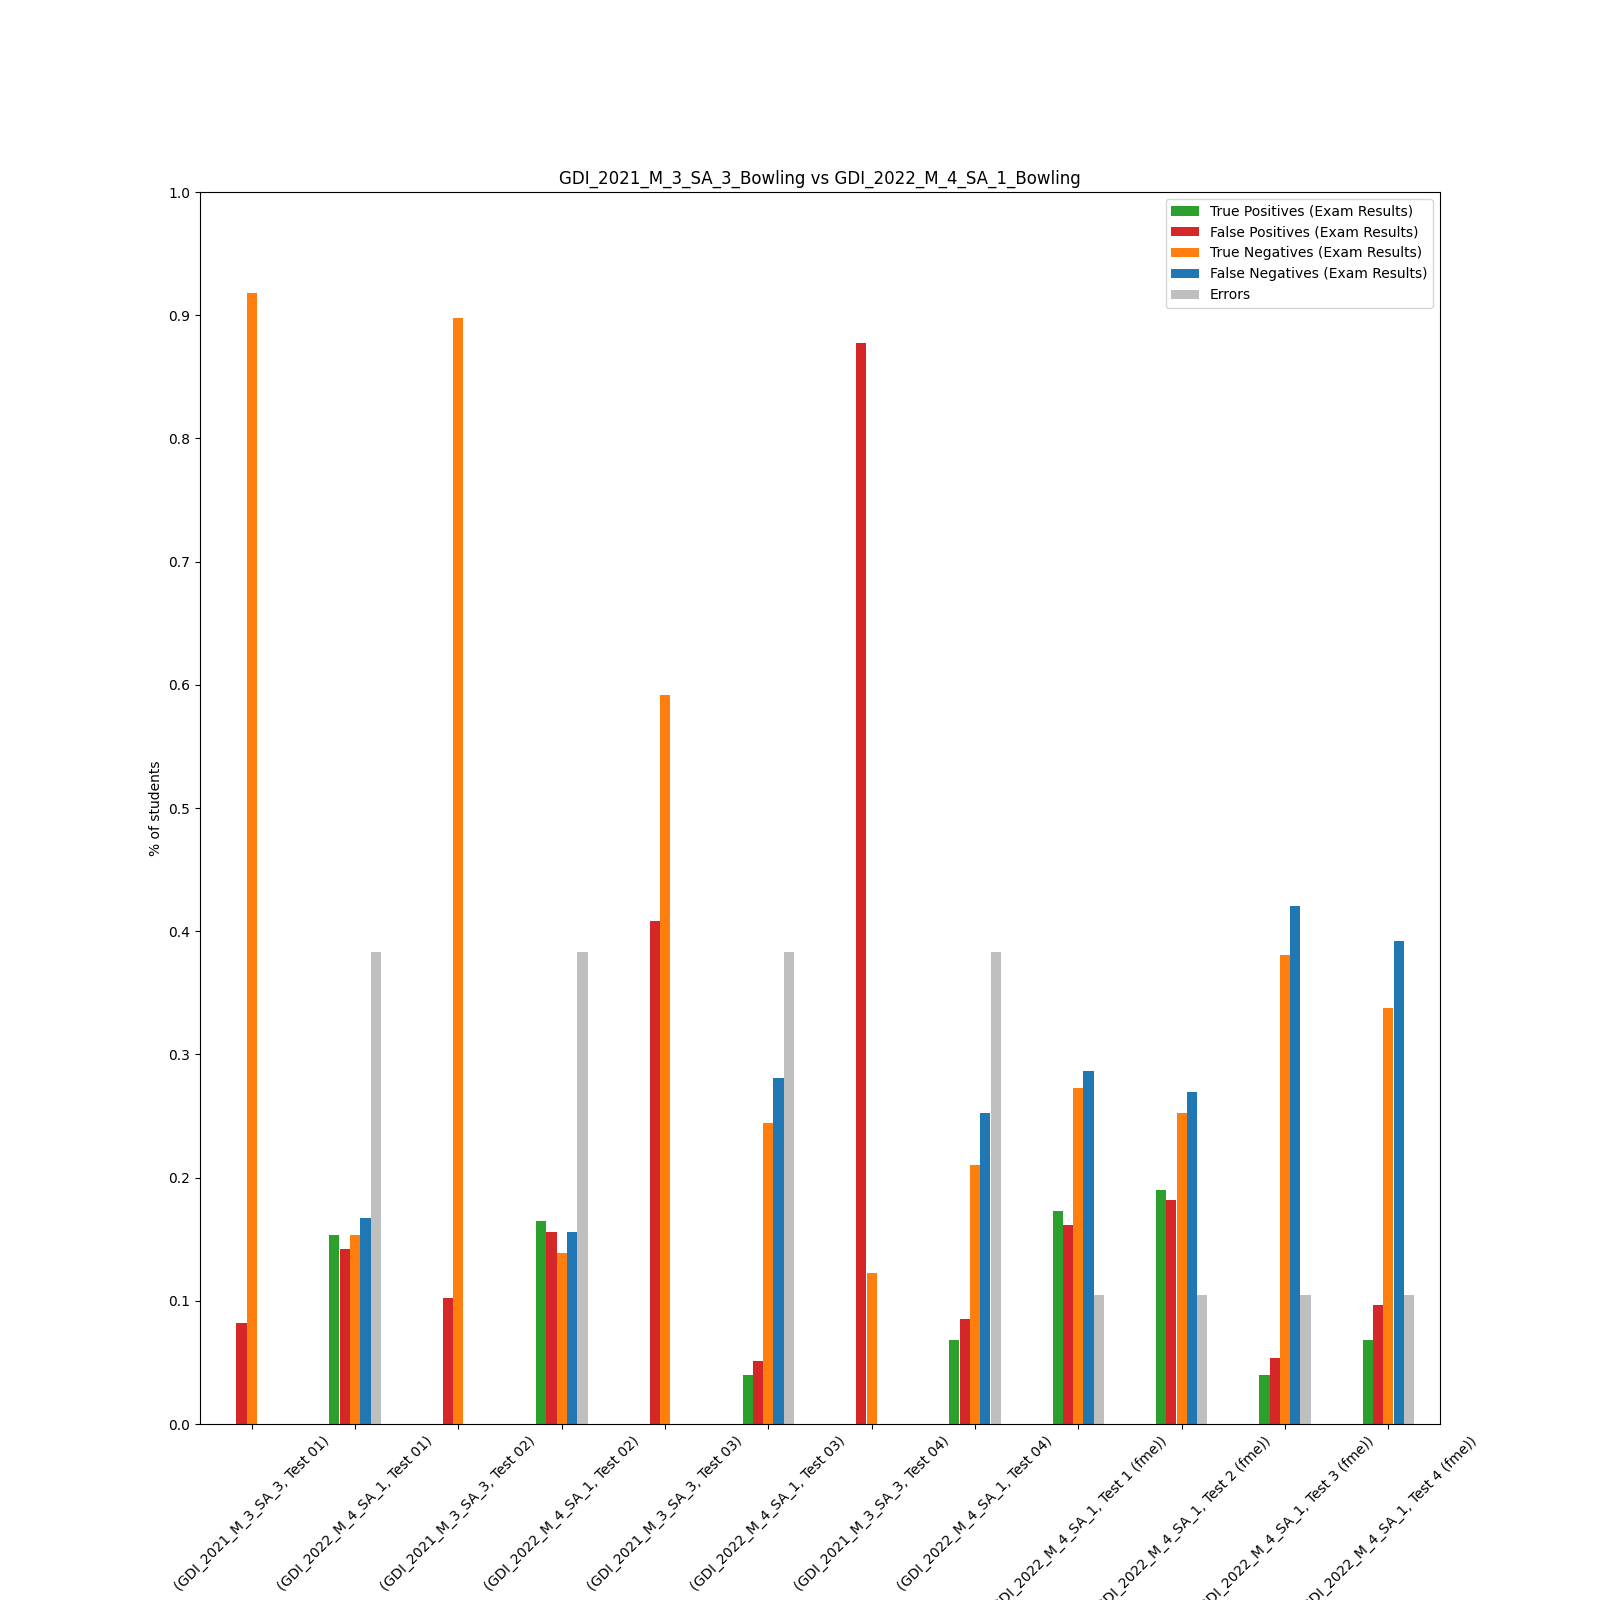 GDI_2021_M_3_SA_3_Bowling vs GDI_2022_M_4_SA_1_Bowling
1.0
0.9
0.8
0.7
0.6
0.5
0.4
0.3
0.2
0.1
0.0
% of students
True Positives (Exam Results)
False Positives (Exam Results)
True Negatives (Exam Results)
False Negatives (Exam Results)
Errors
(GDI_2021_M_3_SA_3, Test 01)
(GDI_2022_M_4_SA_1, Test 01)
(GDI_2021_M_3_SA_3, Test 02)
(GDI_2022_M_4_SA_1, Test 02)
(GDI_2021_M_3_SA_3, Test 03)
(GDI_2022_M_4_SA_1, Test 03)
(GDI_2021_M_3_SA_3, Test 04)
(GDI_2022_M_4_SA_1, Test 04)
GDI_2022_M_4_SA_1, Test 1 (fme))
GDI_2022_M_4_SA_1, Test 2 (fme))
GDI_2022_M_4_SA_1, Test 3 (fme))
GDI_2022_M_4_SA_1, Test 4 (fme))